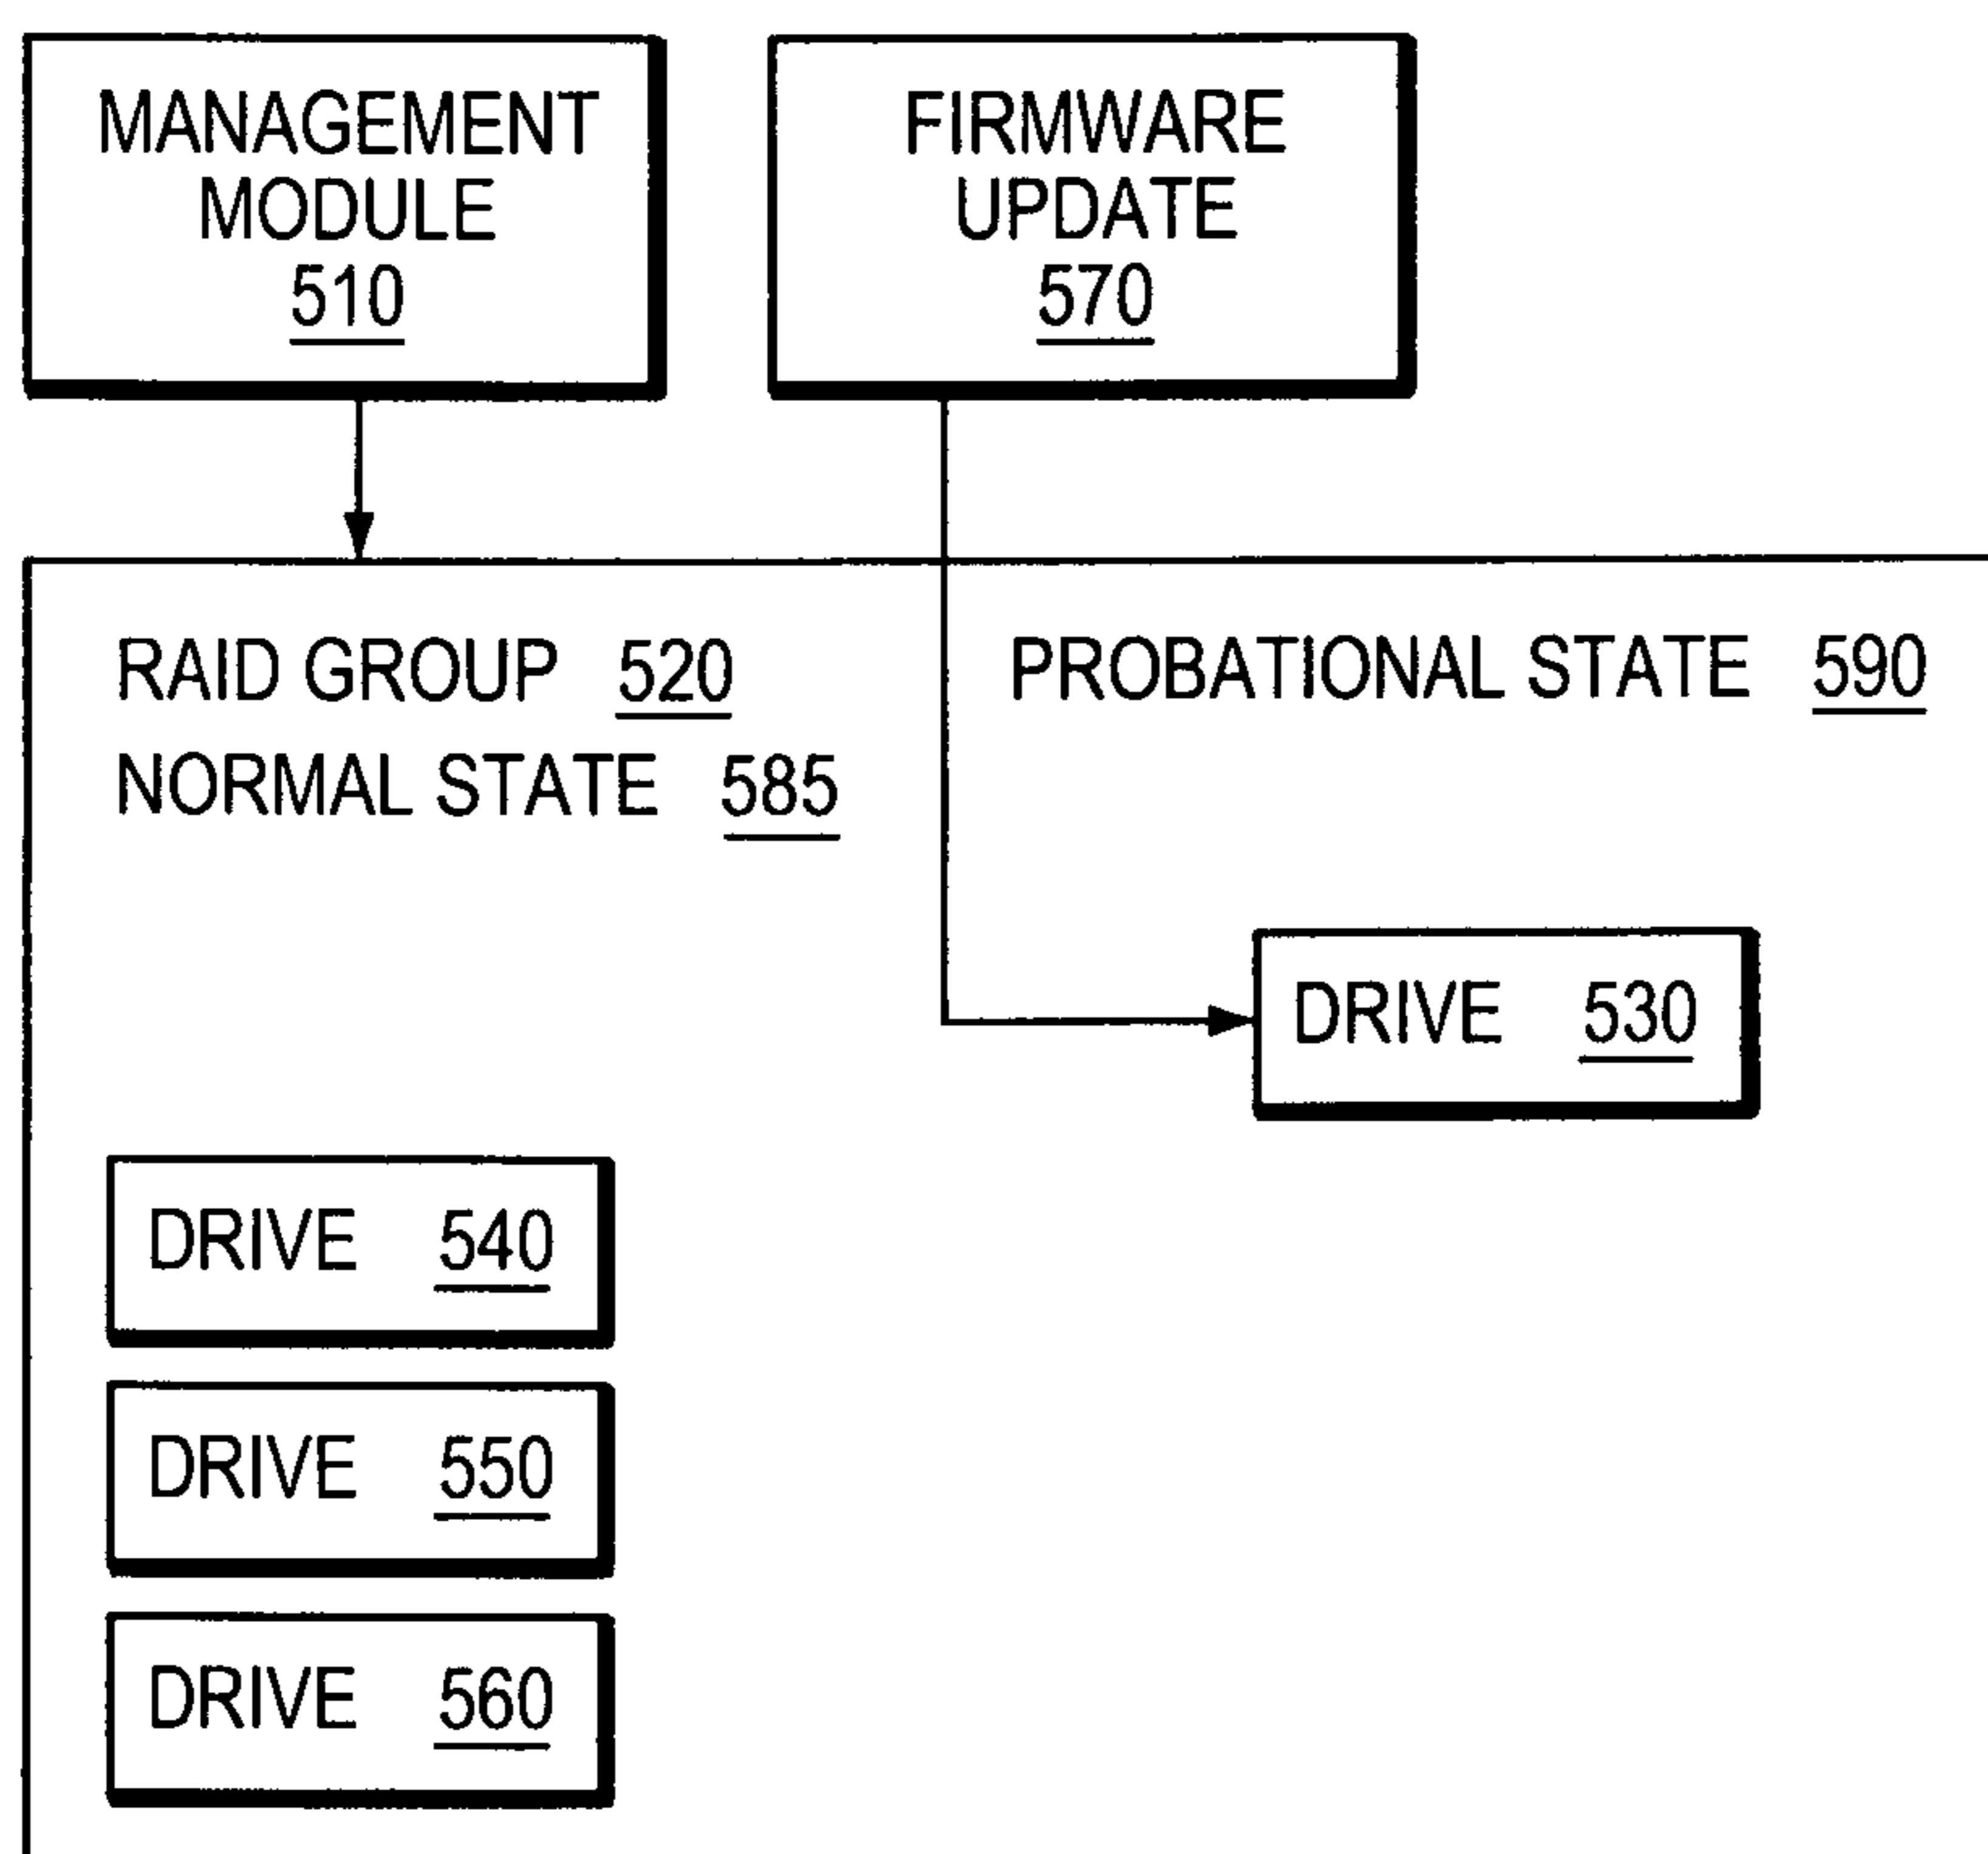 MANAGEMENT
MODULE
510
FIRMWARE
UPDATE
570
RAID GROUP 520
NORMAL STATE 585
PROBATIONAL STATE 590
DRIVE 530
DRIVE 540
DRIVE 550
DRIVE 560